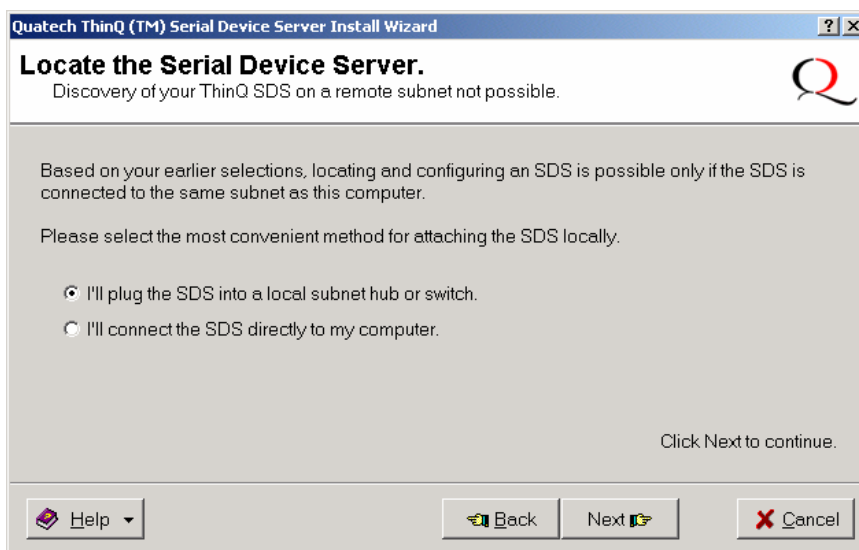 Quatech ThinQ (TM) Serial Device Server Install Wizard
Locate the Serial Device Server.
Discovery of your ThinQ SDS on a remote subnet not possible.
Based on your earlier selections, locating and configuring an SDS is possible only if the SDS is
connected to the same subnet as this computer.
Please select the most convenient method for attaching the SDS locally.
I'll plug the SDS into a local subnet hub or switch.
I'll connect the SDS directly to my computer.
Click Next to continue.
Help
Back
Next
Cancel